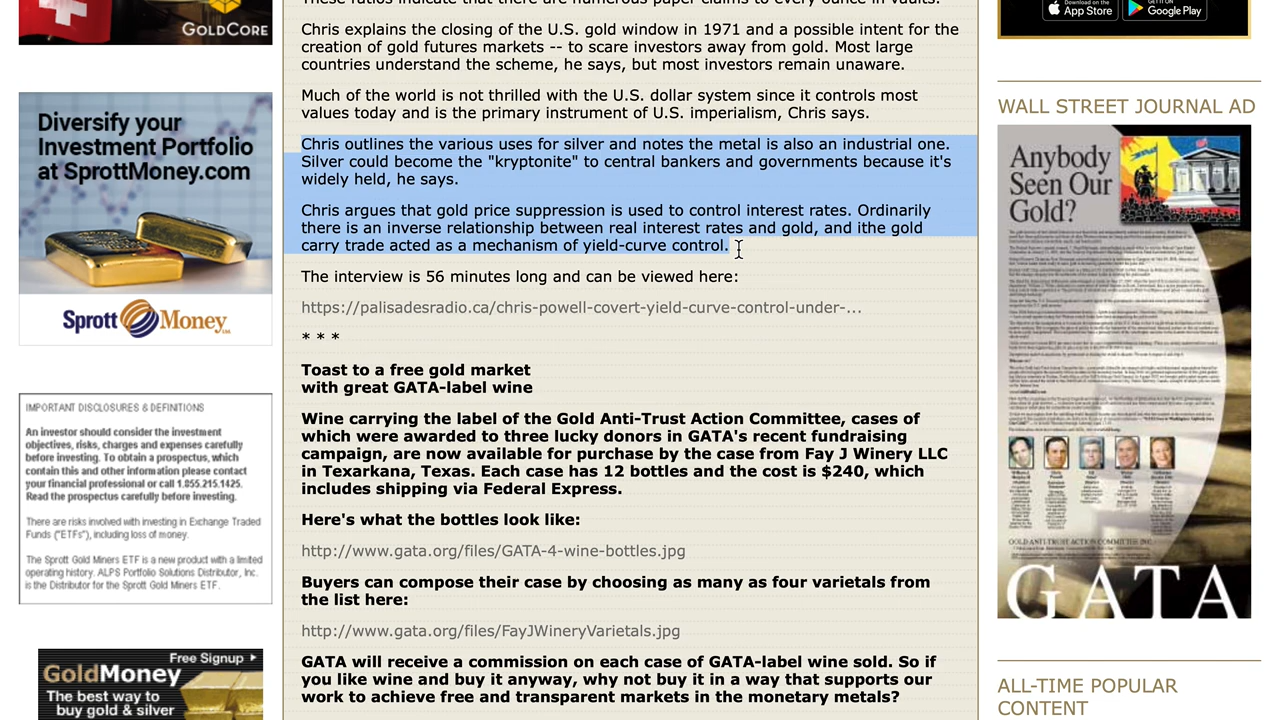 GOLDCORE
Diversify your
Investment Portfolio
at SprottMoney.com
Sprott Money
IMPORTANT DISCLOSURES & DEFINITIONS
An investor should consider the investment
objectives, risks, charges and expenses carefully
before investing. To obtain a prospectus, which
contain this and other information please contact
your financial professional or call 1.855.215.1425.
Read the prospectus carefully before investing.
There are risks involved with investing in Exchange Traded
Funds ("ETFs"), including loss of money.
The Sprott Gold Miners ETF is a new product with a limited
operating history. ALPS Portfolio Solutions Distributor, Inc.
is the Distributor for the Sprott Gold Miners ETF.
Free Signup
GoldMoney
The best way to
buy gold & silver
These ratios indicate that there are numerous paper claims to every ounce in vaults.
Chris explains the closing of the U.S. gold window in 1971 and a possible intent for the
creation of gold futures markets -- to scare investors away from gold. Most large
countries understand the scheme, he says, but most investors remain unaware.
Much of the world is not thrilled with the U.S. dollar system since it controls most
values today and is the primary instrument of U.S. imperialism, Chris says.
Chris outlines the various uses for silver and notes the metal is also an industrial one.
Silver could become the "kryptonite" to central bankers and governments because it's
widely held, he says.
Chris argues that gold price suppression is used to control interest rates. Ordinarily
there is an inverse relationship between real interest rates and gold, and ithe gold
carry trade acted as a mechanism of yield-curve control.
The interview is 56 minutes long and can be viewed here:
https://palisadesradio.ca/chris-powell-covert-yield-curve-control-under-...
* * *
Toast to a free gold market
with great GATA-label wine
Wine carrying the label of the Gold Anti-Trust Action Committee, cases of
which were awarded to three lucky donors in GATA's recent fundraising
campaign, are now available for purchase by the case from Fay J Winery LLC
in Texarkana, Texas. Each case has 12 bottles and the cost is $240, which
includes shipping via Federal Express.
Here's what the bottles look like:
http://www.gata.org/files/GATA-4-wine-bottles.jpg
Buyers can compose their case by choosing as many as four varietals from
the list here:
http://www.gata.org/files/FayJWineryVarietals.jpg
GATA will receive a commission on each case of GATA-label wine sold. So if
you like wine and buy it anyway, why not buy it in a way that supports our
work to achieve free and transparent markets in the monetary metals?
Download on the
App Store
GET IT ON
Google Play
WALL STREET JOURNAL AD
Anybody
Seen Our
Gold?
GOLD ANTI-TRUST ACTION COMMITTEE INC.
GATA
ALL-TIME POPULAR
CONTENT